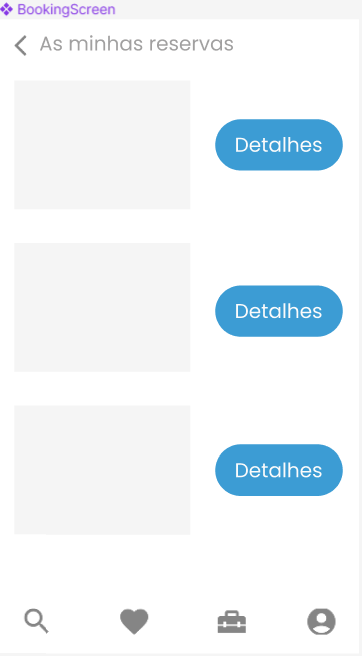 BookingScreen
As minhas reservas
Detalhes
Detalhes
Detalhes